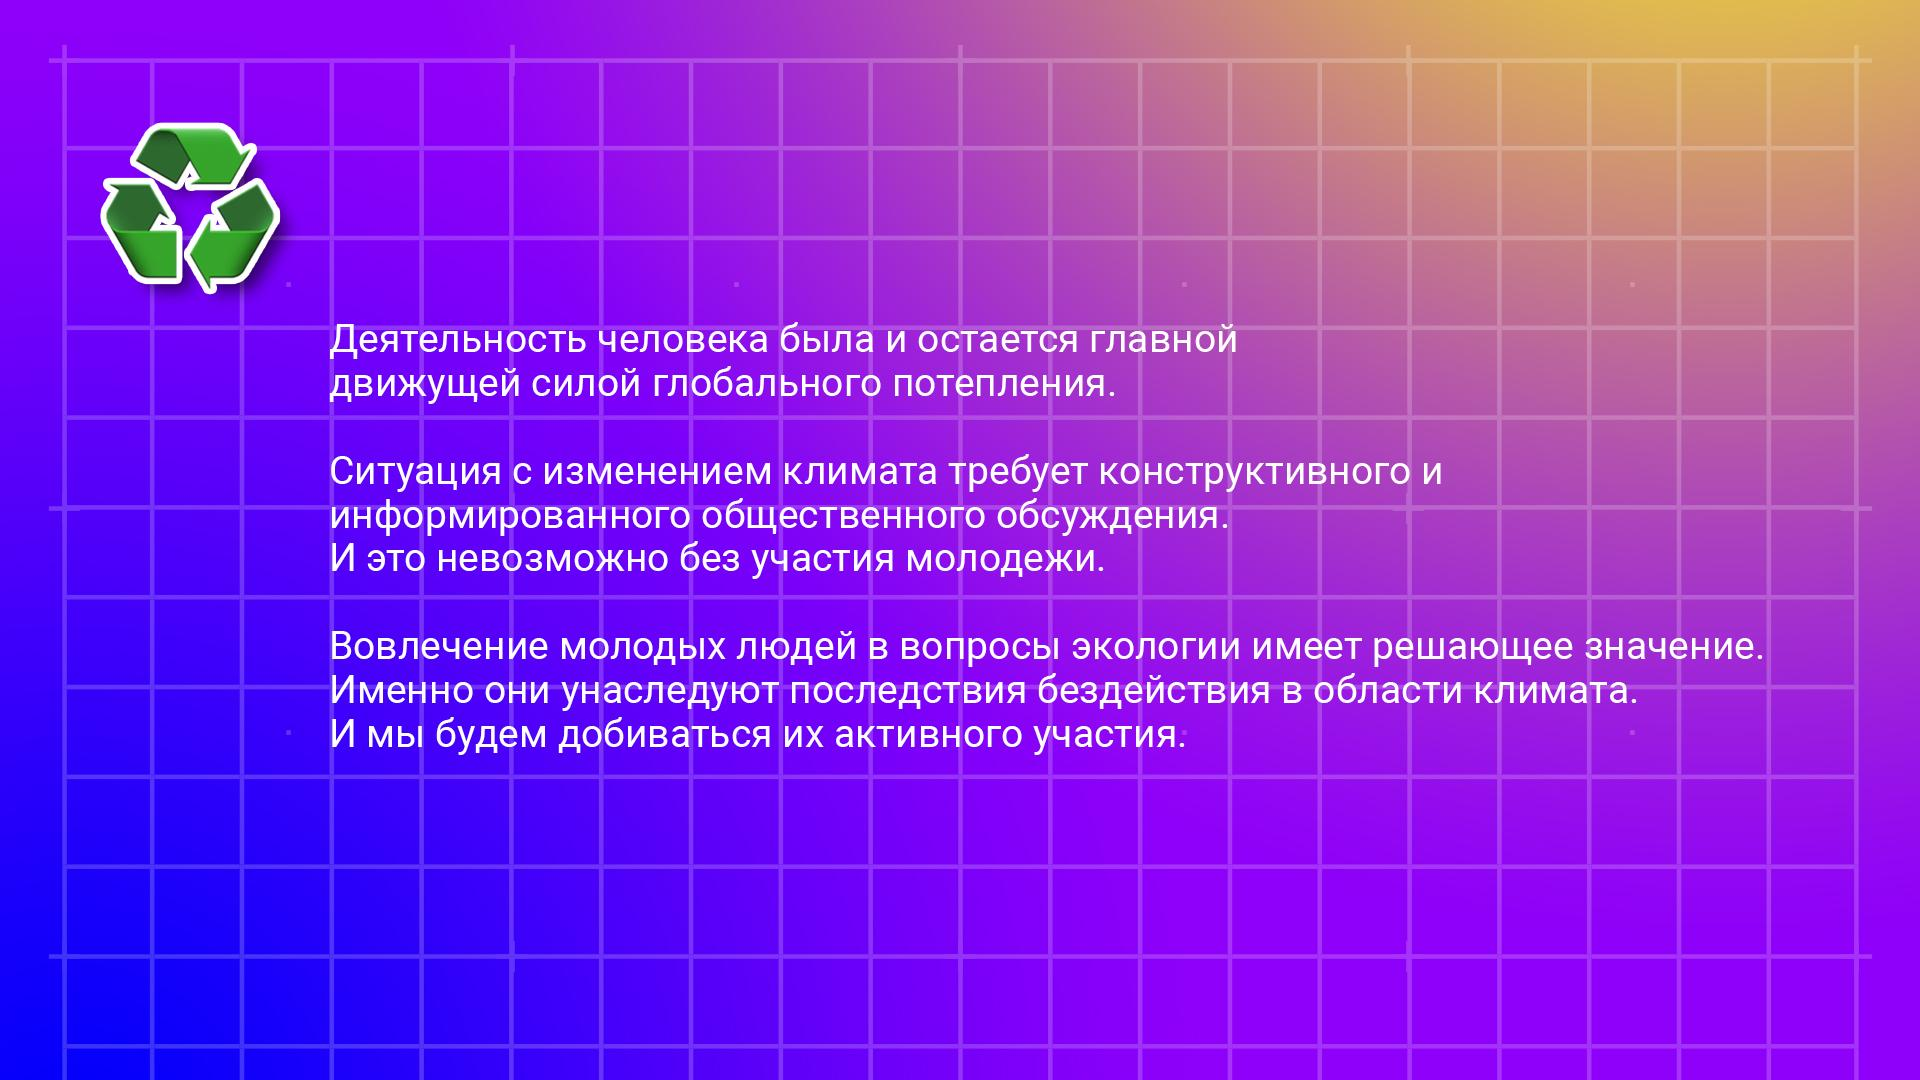 Деятельность человека была и остается главной
движущей силой глобального потепления.
Ситуация с изменением климата требует конструктивного и
информированного общественного обсуждения.
И это невозможно без участия молодежи.
Вовлечение молодых людей в вопросы экологии имеет решающее значение.
Именно они унаследуют последствия бездействия в области климата.
И мы будем добиваться их активного участия.